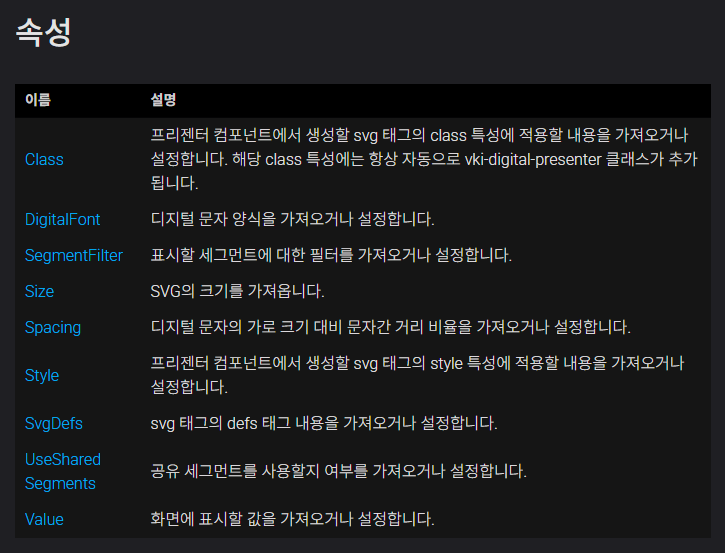 속성
이름 설명
Class 프리젠터 컴포넌트에서 생성할 svg 태그의 class 특성에 적용할 내용을 가져오거나
설정합니다. 해당 class 특성에는 항상 자동으로 vki-digital-presenter 클래스가 추가
됩니다.
DigitalFont 디지털 문자 양식을 가져오거나 설정합니다.
SegmentFilter 표시할 세그먼트에 대한 필터를 가져오거나 설정합니다.
Size SVG의 크기를 가져옵니다.
Spacing 디지털 문자의 가로 크기 대비 문자간 거리 비율을 가져오거나 설정합니다.
Style 프리젠터 컴포넌트에서 생성할 svg 태그의 style 특성에 적용할 내용을 가져오거나
설정합니다.
SvgDefs svg 태그의 defs 태그 내용을 가져오거나 설정합니다.
UseShared
Segments 공유 세그먼트를 사용할지 여부를 가져오거나 설정합니다.
Value 화면에 표시할 값을 가져오거나 설정합니다.